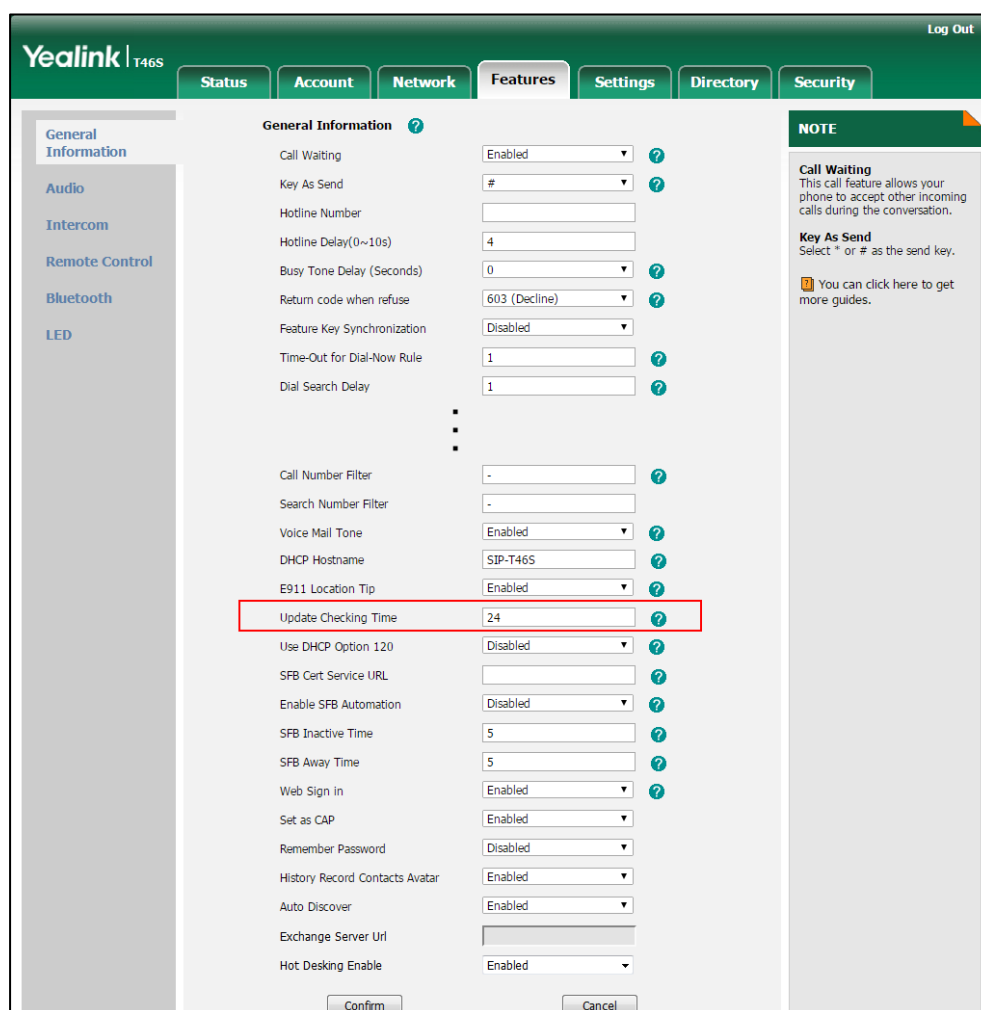 Log Out
Yealink T46S
Status Account Network Features Settings Directory Security
General Information
Audio
Intercom
Remote Control
Bluetooth
LED
General Information ?
Call Waiting Enabled ?
Key As Send # ?
Hotline Number
Hotline Delay(0~10s) 4
Busy Tone Delay (Seconds) 0 ?
Return code when refuse 603 (Decline) ?
Feature Key Synchronization Disabled
Time-Out for Dial-Now Rule 1 ?
Dial Search Delay 1 ?
Call Number Filter - ?
Search Number Filter -
Voice Mail Tone Enabled ?
DHCP Hostname SIP-T46S ?
E911 Location Tip Enabled ?
Update Checking Time 24 ?
Use DHCP Option 120 Disabled ?
SFB Cert Service URL ?
Enable SFB Automation Disabled ?
SFB Inactive Time 5 ?
SFB Away Time 5 ?
Web Sign in Enabled ?
Set as CAP Enabled
Remember Password Disabled
History Record Contacts Avatar Enabled
Auto Discover Enabled
Exchange Server Url
Hot Desking Enable Enabled
Confirm Cancel
NOTE
Call Waiting
This call feature allows your
phone to accept other incoming
calls during the conversation.
Key As Send
Select * or # as the send key.
? You can click here to get
more guides.